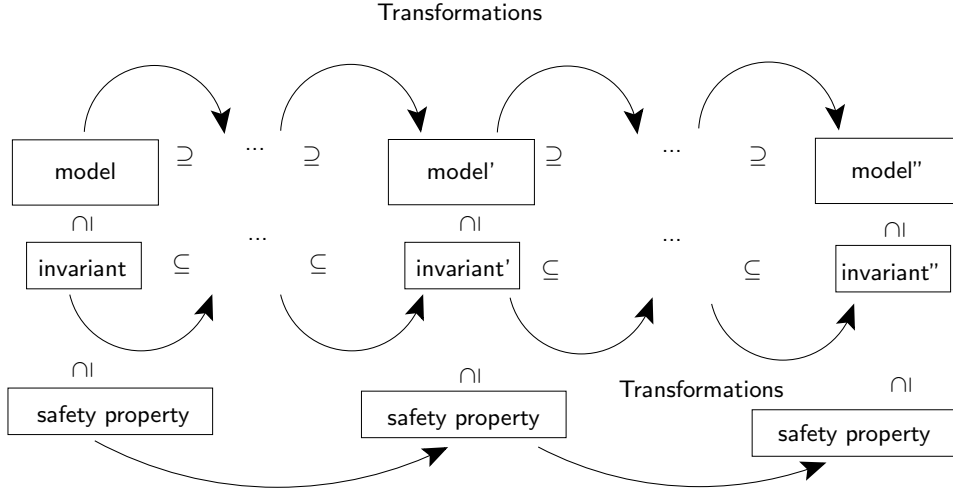 Transformations
... ...
⊇ ⊇ ⊇ ⊇
model model' model''
⊆ ⊆ ⊆
... ...
invariant ⊆ ⊆ invariant' ⊆ ⊆ invariant''
⊆ ⊆ ⊆
Transformations
safety property safety property safety property